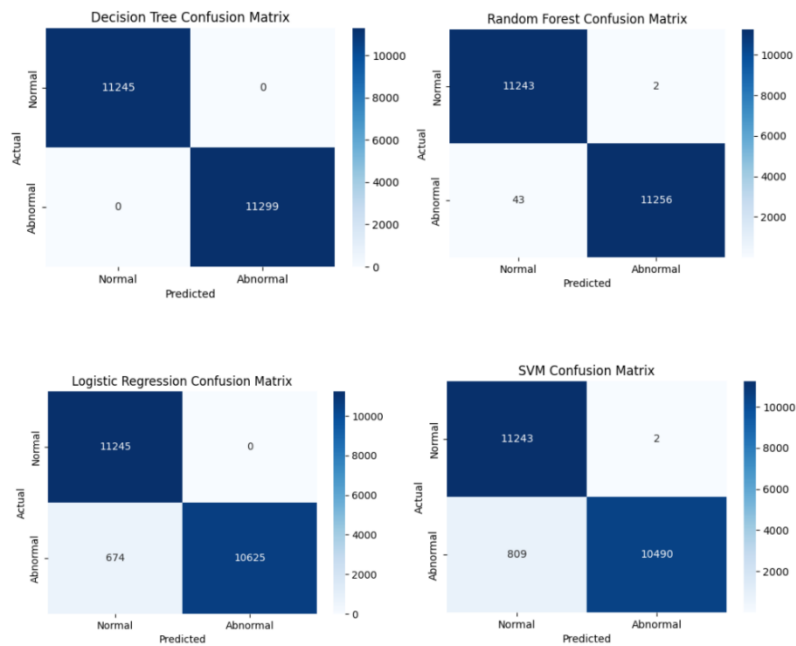 Decision Tree Confusion Matrix
Actual
Normal
Abnormal
11245
0
0
11299
Normal
Abnormal
Predicted
10000
8000
6000
4000
2000
0
Random Forest Confusion Matrix
Actual
Normal
Abnormal
11243
2
43
11256
Normal
Abnormal
Predicted
10000
8000
6000
4000
2000
Logistic Regression Confusion Matrix
Actual
Normal
Abnormal
11245
0
674
10625
Normal
Abnormal
Predicted
10000
8000
6000
4000
2000
0
SVM Confusion Matrix
Actual
Normal
Abnormal
11243
2
809
10490
Normal
Abnormal
Predicted
10000
8000
6000
4000
2000